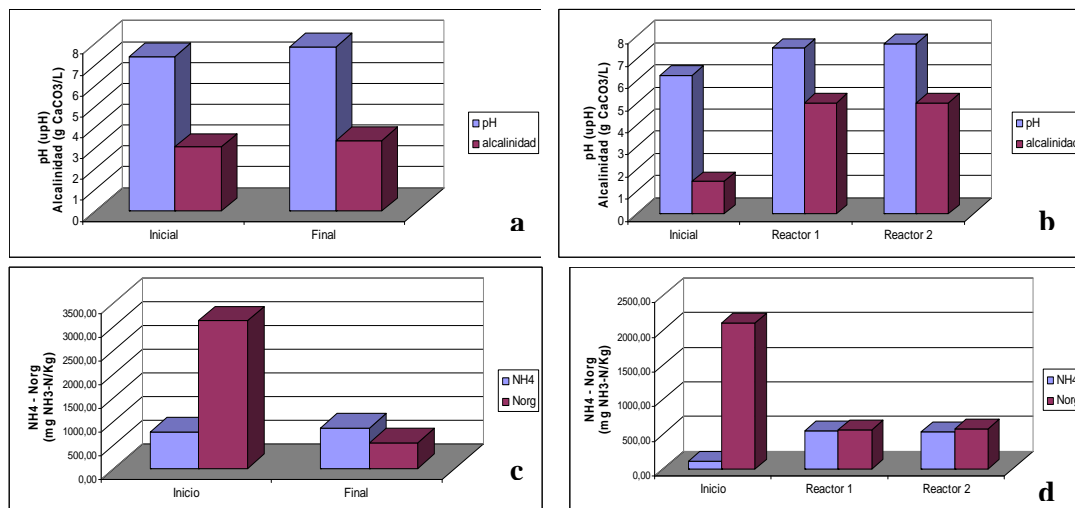 pH (upH)
Alcalinidad (g CaCO3/L)
8
7
6
5
4
3
2
1
0
Inicial
Final
pH
alcalinidad
a
pH (upH)
Alcalinidad (g CaCO3/L)
8
7
6
5
4
3
2
1
0
Inicial
Reactor 1
Reactor 2
pH
alcalinidad
b
NH4 - Norg
(mg NH3-N/Kg)
3500,00
3000,00
2500,00
2000,00
1500,00
1000,00
500,00
0,00
Inicio
Final
NH4
Norg
c
NH4 - Norg
(mg NH3-N/Kg)
2500,00
2000,00
1500,00
1000,00
500,00
0,00
Inicio
Reactor 1
Reactor 2
NH4
Norg
d